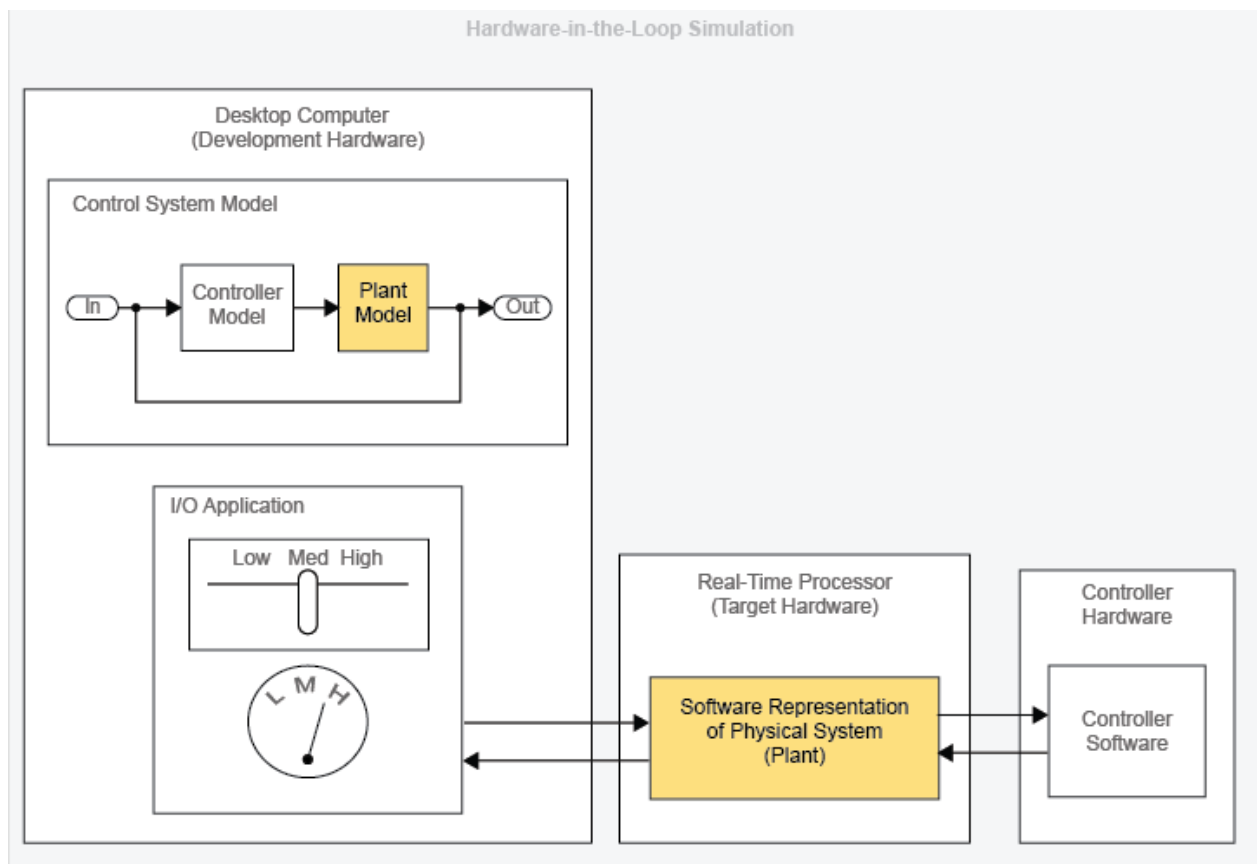 Hardware-in-the-Loop Simulation
Desktop Computer
(Development Hardware)
Control System Model
In
Controller
Model
Plant
Model
Out
I/O Application
Low Med High
L M H
Real-Time Processor
(Target Hardware)
Software Representation
of Physical System
(Plant)
Controller
Hardware
Controller
Software